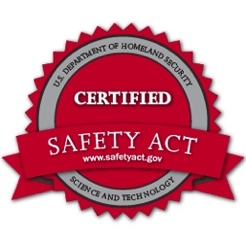 U.S. DEPARTMENT OF HOMELAND SECURITY
CERTIFIED
SAFETY ACT
www.safetyact.gov
SCIENCE AND TECHNOLOGY